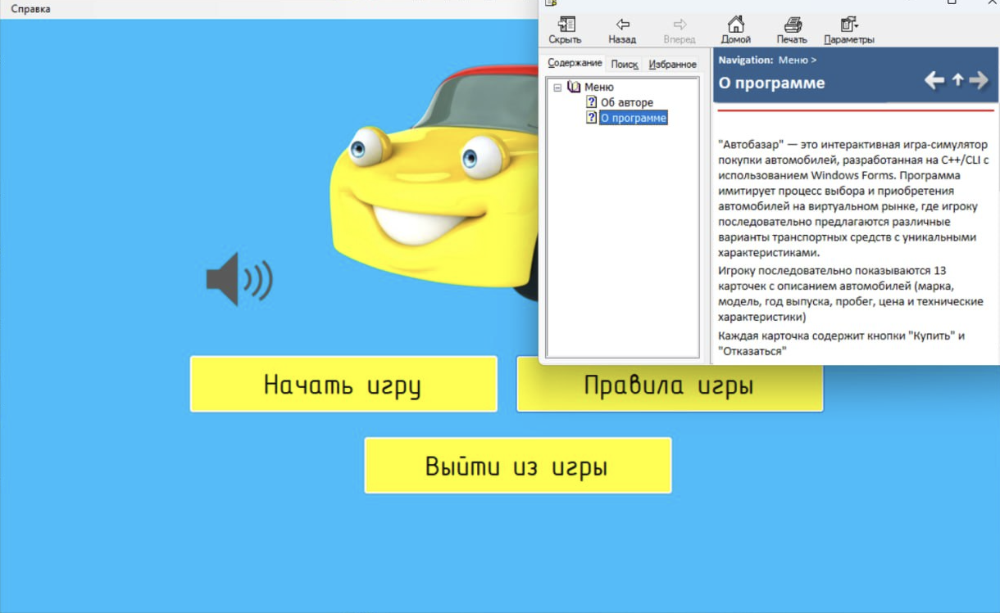 Справка
Скрыть Назад Вперед Домой Печать Параметры
Содержание Поиск Избранное
Меню
Об авторе
О программе
Navigation: Меню >
О программе
"Автобазар" — это интерактивная игра-симулятор
покупки автомобилей, разработанная на C++/CLI с
использованием Windows Forms. Программа
имитирует процесс выбора и приобретения
автомобилей на виртуальном рынке, где игроку
последовательно предлагаются различные
варианты транспортных средств с уникальными
характеристиками.
Игроку последовательно показываются 13
карточек с описанием автомобилей (марка,
модель, год выпуска, пробег, цена и технические
характеристики)
Каждая карточка содержит кнопки "Купить" и
"Отказаться"
Начать игру
Правила игры
Выйти из игры